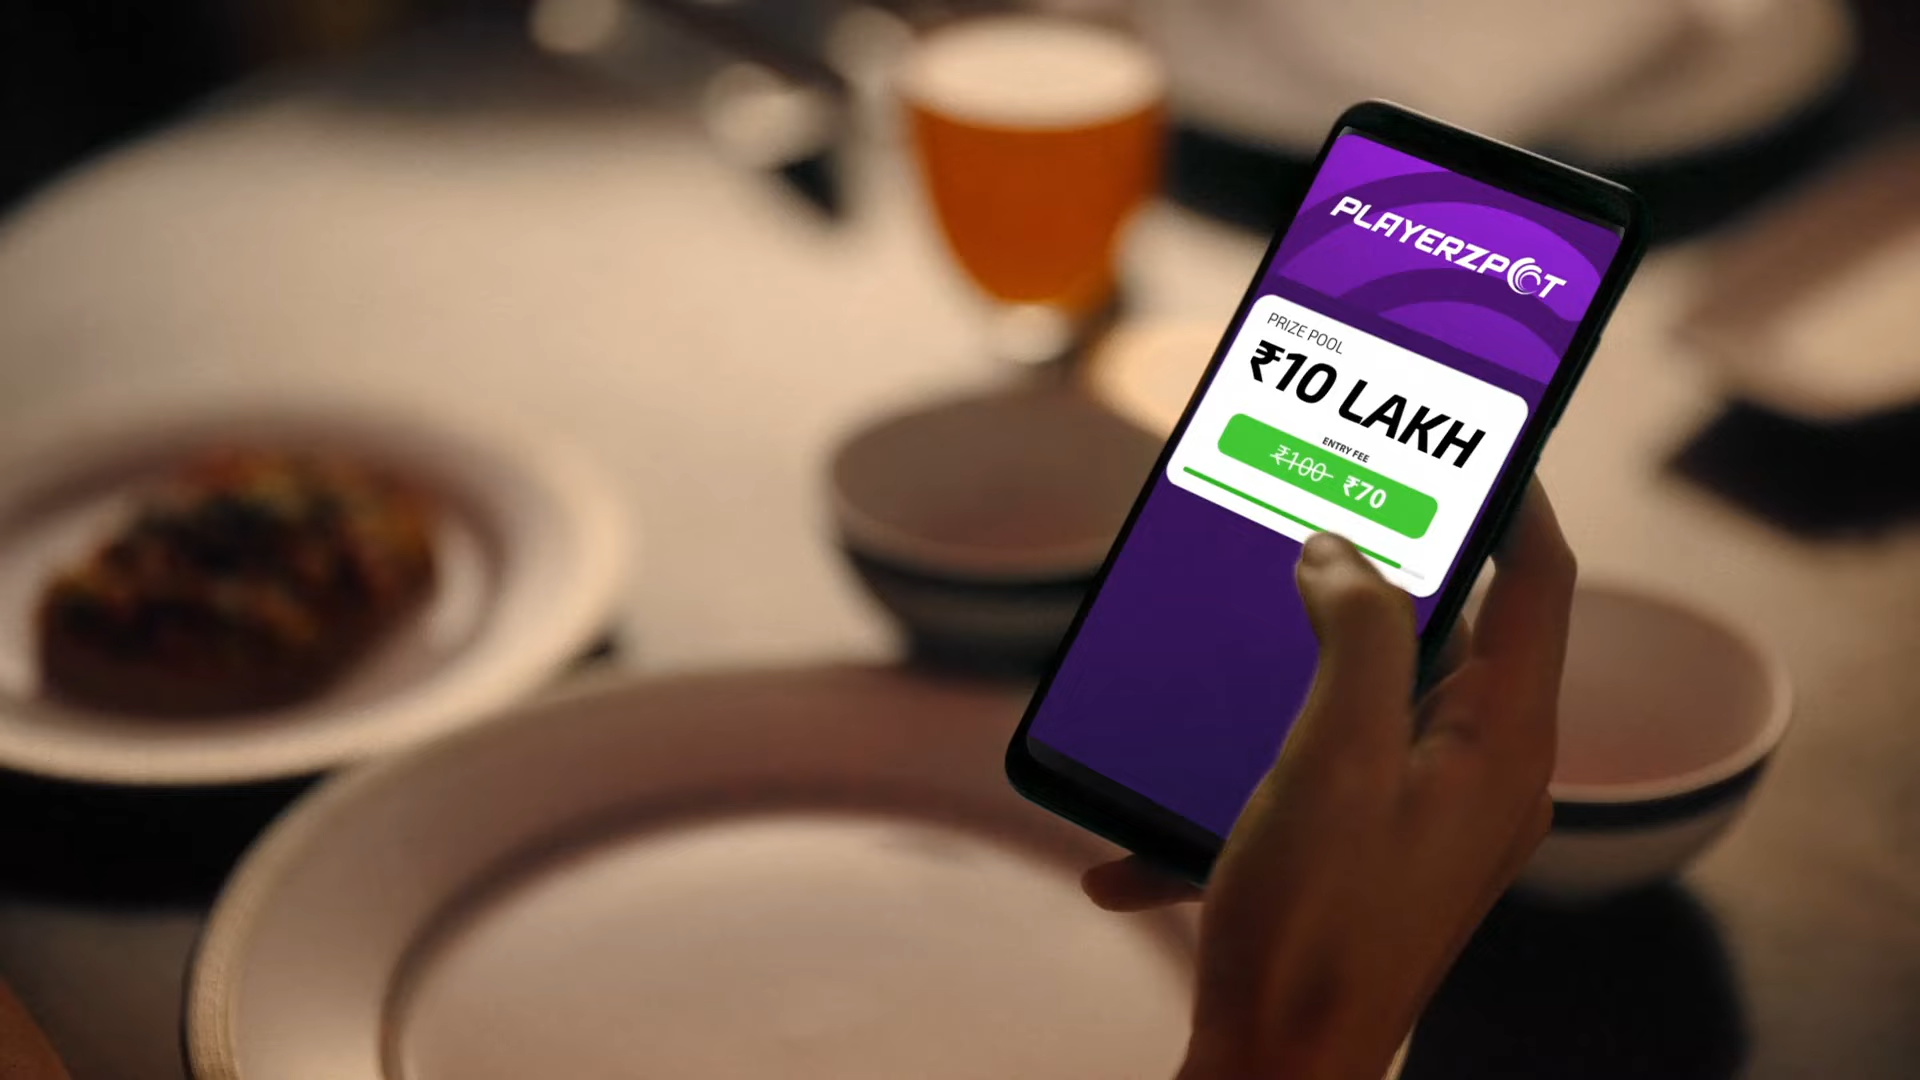 PLAYERZPOT
PRIZE POOL
₹10 LAKH
ENTRY FEE
₹100 ₹70